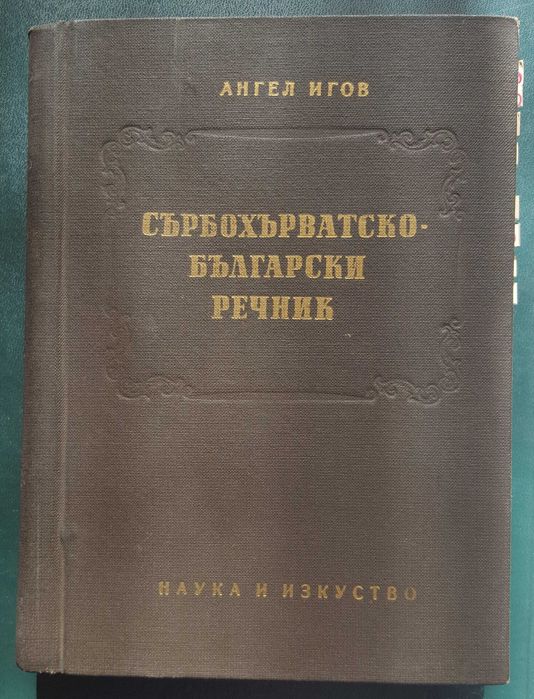 АНГЕЛ ИГОВ
СЪРБОХЪРВАТСКО-
БЪЛГАРСКИ
РЕЧНИК
НАУКА И ИЗКУСТВО